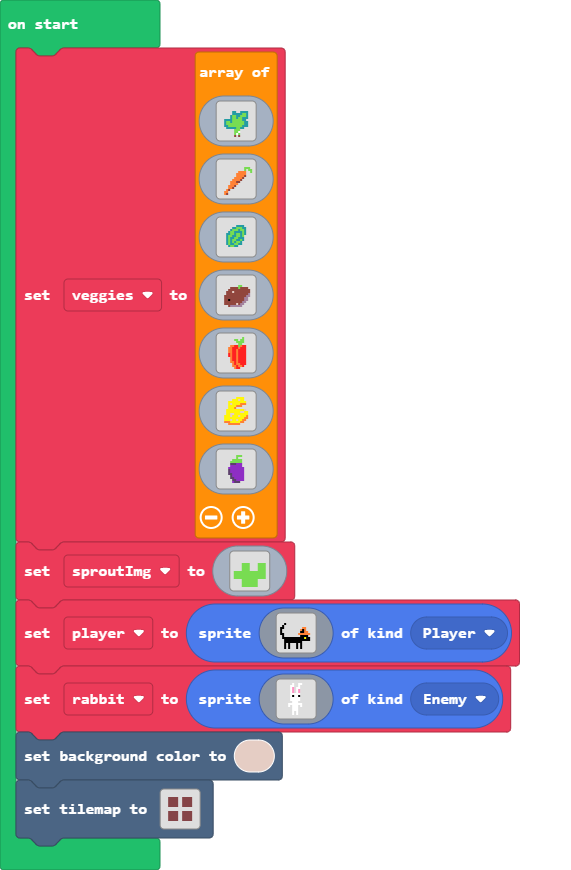 on start
array of
set veggies to
set sproutImg to
set player to sprite of kind Player
set rabbit to sprite of kind Enemy
set background color to
set tilemap to